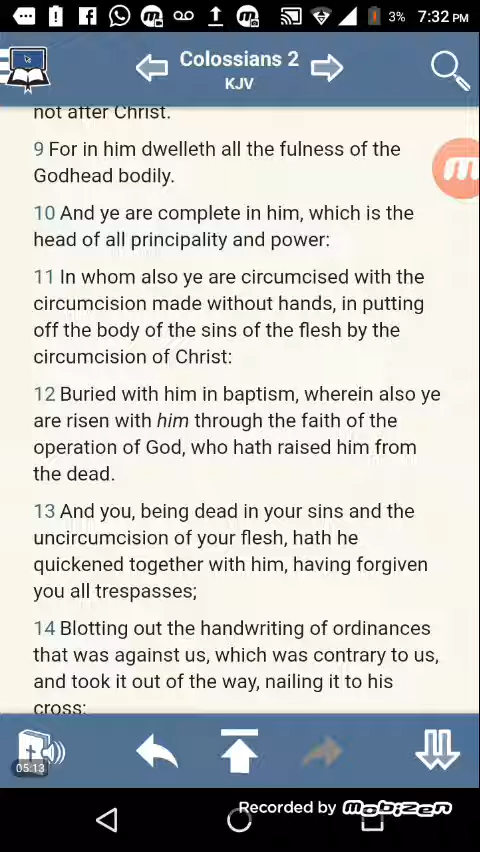 3% 7:32 PM
Colossians 2
KJV
not after Christ.
9 For in him dwelleth all the fulness of the
Godhead bodily.
10 And ye are complete in him, which is the
head of all principality and power:
11 In whom also ye are circumcised with the
circumcision made without hands, in putting
off the body of the sins of the flesh by the
circumcision of Christ:
12 Buried with him in baptism, wherein also ye
are risen with him through the faith of the
operation of God, who hath raised him from
the dead.
13 And you, being dead in your sins and the
uncircumcision of your flesh, hath he
quickened together with him, having forgiven
you all trespasses;
14 Blotting out the handwriting of ordinances
that was against us, which was contrary to us,
and took it out of the way, nailing it to his
cross;
05:13
Recorded by Mobizen